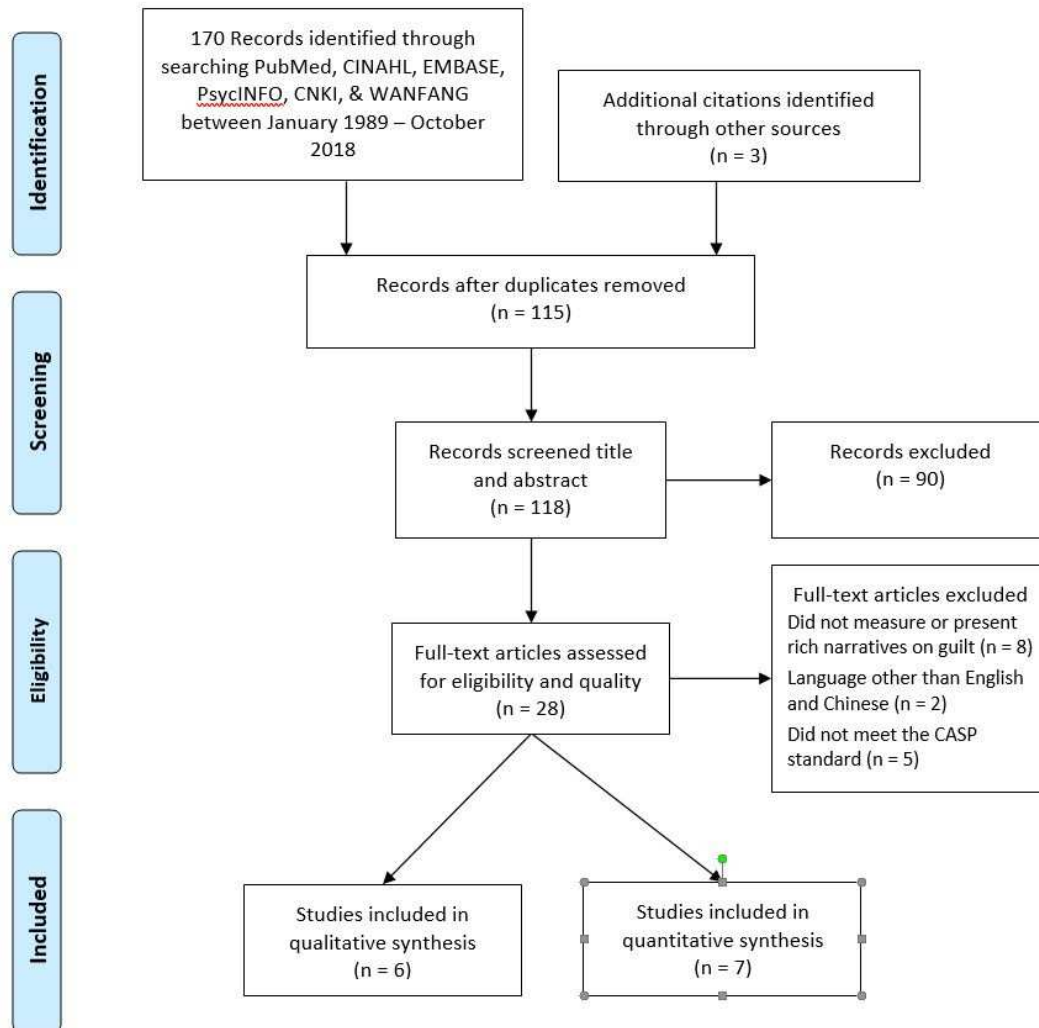 Identification
170 Records identified through
searching PubMed, CINAHL, EMBASE,
PsycINFO, CNKI, & WANFANG
between January 1989 – October
2018
Additional citations identified
through other sources
(n = 3)
Records after duplicates removed
(n = 115)
Screening
Records screened title
and abstract
(n = 118)
Records excluded
(n = 90)
Eligibility
Full-text articles assessed
for eligibility and quality
(n = 28)
Full-text articles excluded
Did not measure or present
rich narratives on guilt (n = 8)
Language other than English
and Chinese (n = 2)
Did not meet the CASP
standard (n = 5)
Included
Studies included in
qualitative synthesis
(n = 6)
Studies included in
quantitative synthesis
(n = 7)